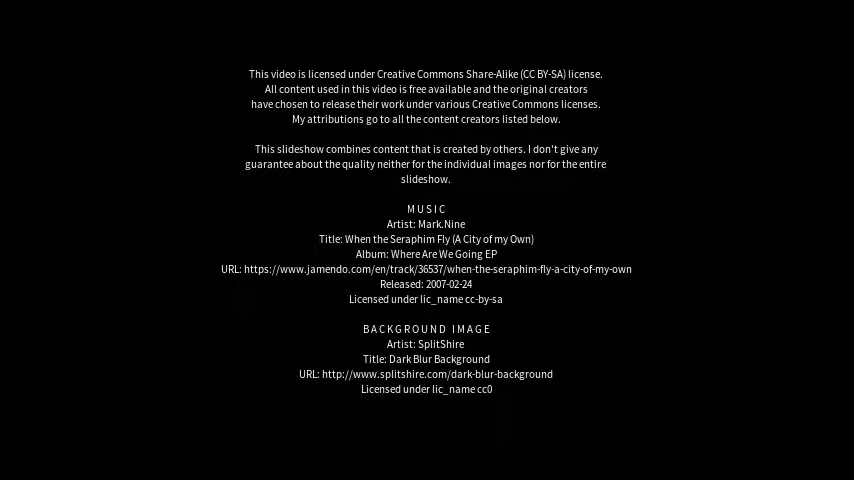 This video is licensed under Creative Commons Share-Alike (CC BY-SA) license.
All content used in this video is free available and the original creators
have chosen to release their work under various Creative Commons licenses.
My attributions go to all the content creators listed below.
This slideshow combines content that is created by others. I don't give any
guarantee about the quality neither for the individual images nor for the entire
slideshow.
MUSIC
Artist: Mark.Nine
Title: When the Seraphim Fly (A City of my Own)
Album: Where Are We Going EP
URL: https://www.jamendo.com/en/track/36537/when-the-seraphim-fly-a-city-of-my-own
Released: 2007-02-24
Licensed under lic_name cc-by-sa
BACKGROUND IMAGE
Artist: SplitShire
Title: Dark Blur Background
URL: http://www.splitshire.com/dark-blur-background
Licensed under lic_name cc0